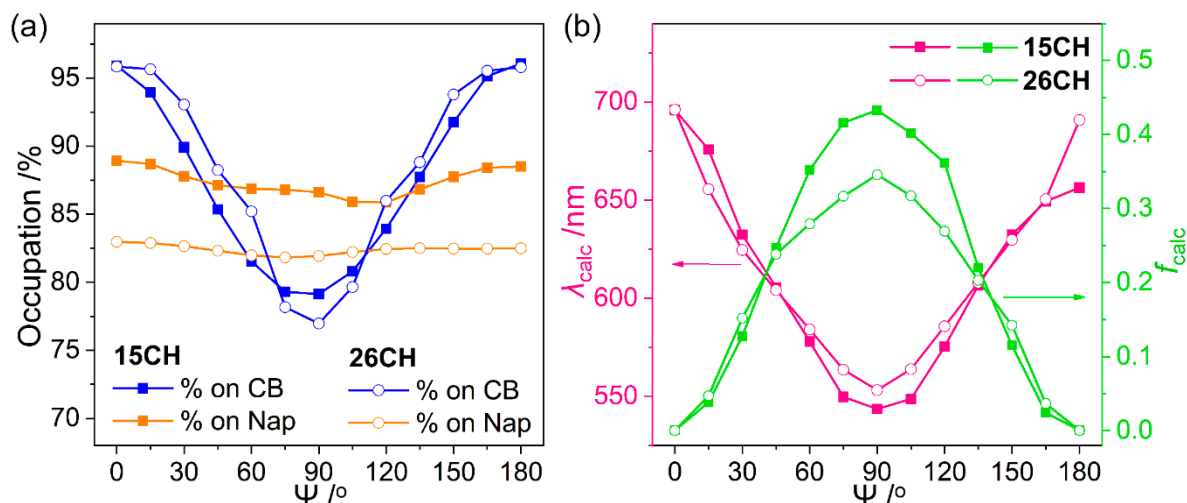 (a)
Occupation /%
95
90
85
80
75
70
15CH
26CH
% on CB
% on CB
% on Nap
% on Nap
0 30 60 90 120 150 180
Ψ /º
(b)
15CH
26CH
λcalc /nm
700
650
600
550
0.5
0.4
0.3
0.2
0.1
0.0
fcalc
0 30 60 90 120 150 180
Ψ /º